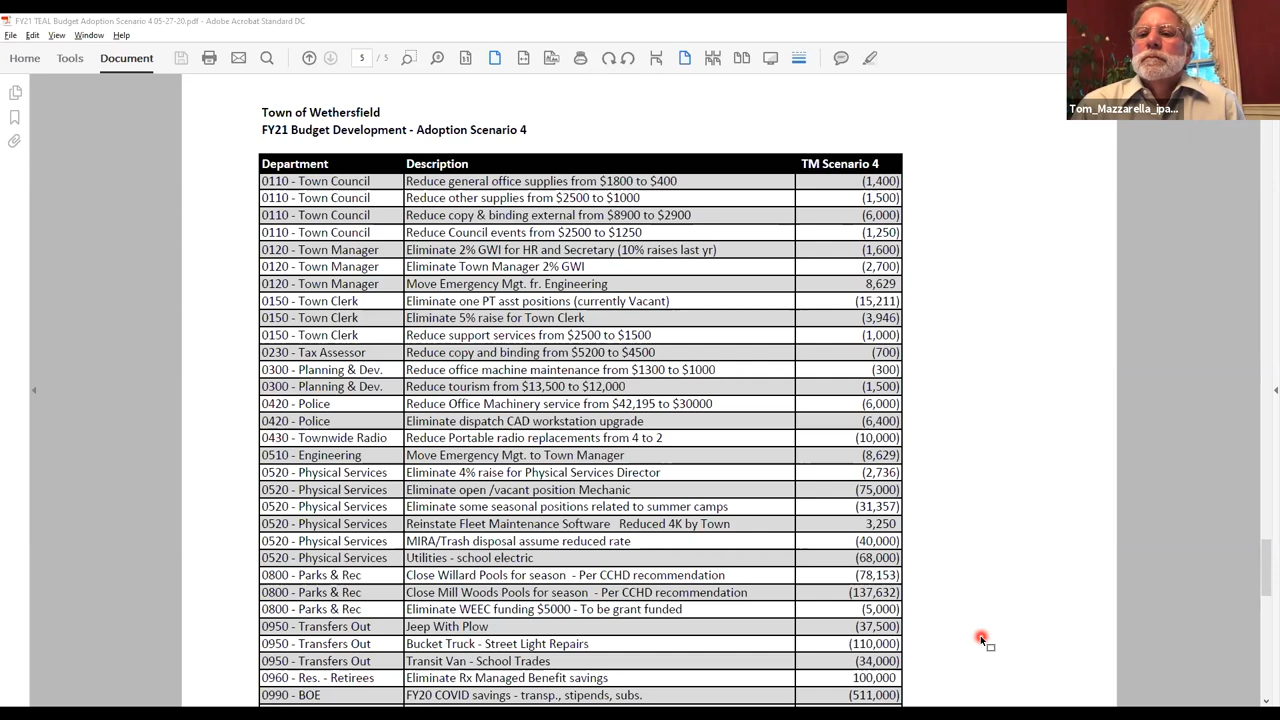 FY21 TEAL Budget Adoption Scenario 4 05-27-20.pdf - Adobe Acrobat Standard DC
File Edit View Window Help
Home Tools Document 5 / 5
Town of Wethersfield
FY21 Budget Development - Adoption Scenario 4
Department Description TM Scenario 4
0110 - Town Council Reduce general office supplies from $1800 to $400 (1,400)
0110 - Town Council Reduce other supplies from $2500 to $1000 (1,500)
0110 - Town Council Reduce copy & binding external from $8900 to $2900 (6,000)
0110 - Town Council Reduce Council events from $2500 to $1250 (1,250)
0120 - Town Manager Eliminate 2% GWI for HR and Secretary (10% raises last yr) (1,600)
0120 - Town Manager Eliminate Town Manager 2% GWI (2,700)
0120 - Town Manager Move Emergency Mgt. fr. Engineering 8,629
0150 - Town Clerk Eliminate one PT asst positions (currently Vacant) (15,211)
0150 - Town Clerk Eliminate 5% raise for Town Clerk (3,946)
0150 - Town Clerk Reduce support services from $2500 to $1500 (1,000)
0230 - Tax Assessor Reduce copy and binding from $5200 to $4500 (700)
0300 - Planning & Dev. Reduce office machine maintenance from $1300 to $1000 (300)
0300 - Planning & Dev. Reduce tourism from $13,500 to $12,000 (1,500)
0420 - Police Reduce Office Machinery service from $42,195 to $30000 (6,000)
0420 - Police Eliminate dispatch CAD workstation upgrade (6,400)
0430 - Townwide Radio Reduce Portable radio replacements from 4 to 2 (10,000)
0510 - Engineering Move Emergency Mgt. to Town Manager (8,629)
0520 - Physical Services Eliminate 4% raise for Physical Services Director (2,736)
0520 - Physical Services Eliminate open /vacant position Mechanic (75,000)
0520 - Physical Services Eliminate some seasonal positions related to summer camps (31,357)
0520 - Physical Services Reinstate Fleet Maintenance Software Reduced 4K by Town 3,250
0520 - Physical Services MIRA/Trash disposal assume reduced rate (40,000)
0520 - Physical Services Utilities - school electric (68,000)
0800 - Parks & Rec Close Willard Pools for season - Per CCHD recommendation (78,153)
0800 - Parks & Rec Close Mill Woods Pools for season - Per CCHD recommendation (137,632)
0800 - Parks & Rec Eliminate WEEC funding $5000 - To be grant funded (5,000)
0950 - Transfers Out Jeep With Plow (37,500)
0950 - Transfers Out Bucket Truck - Street Light Repairs (110,000)
0950 - Transfers Out Transit Van - School Trades (34,000)
0960 - Res. - Retirees Eliminate Rx Managed Benefit savings 100,000
0990 - BOE FY20 COVID savings - transp., stipends, subs. (511,000)
Tom_Mazzarella_ipa...